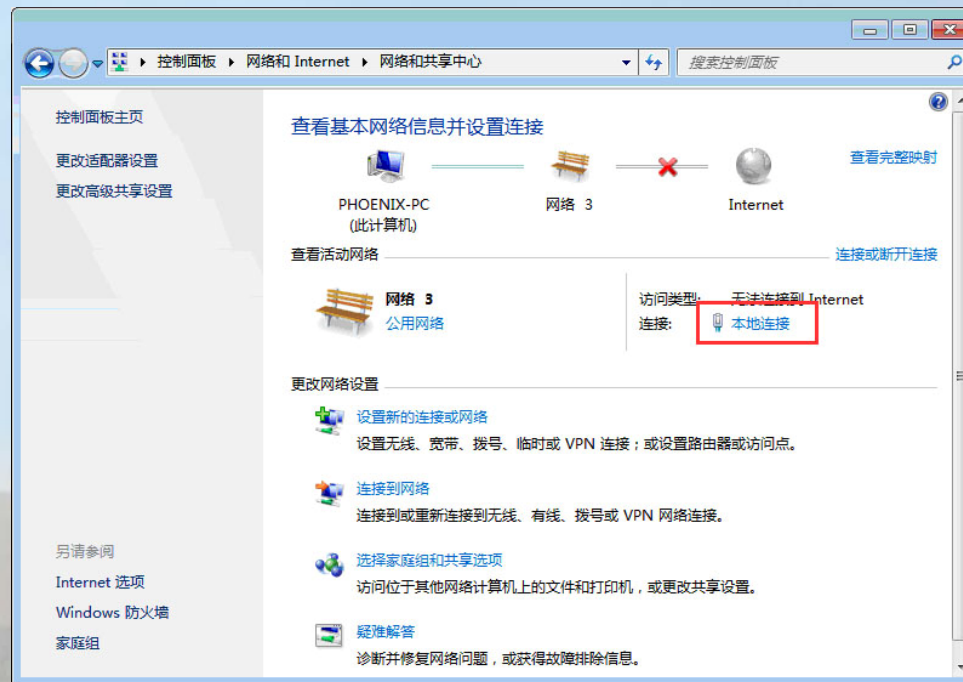 控制面板 网络和 Internet 网络和共享中心 搜索控制面板
控制面板主页
更改适配器设置
更改高级共享设置
查看基本网络信息并设置连接
查看完整映射
PHOENIX-PC 网络 3 Internet
(此计算机)
查看活动网络 连接或断开连接
网络 3 访问类型: 无法连接到 Internet
公用网络 连接: 本地连接
更改网络设置
设置新的连接或网络
设置无线、宽带、拨号、临时或 VPN 连接；或设置路由器或访问点。
连接到网络
连接到或重新连接到无线、有线、拨号或 VPN 网络连接。
选择家庭组和共享选项
访问位于其他网络计算机上的文件和打印机，或更改共享设置。
疑难解答
诊断并修复网络问题，或获得故障排除信息。
另请参阅
Internet 选项
Windows 防火墙
家庭组